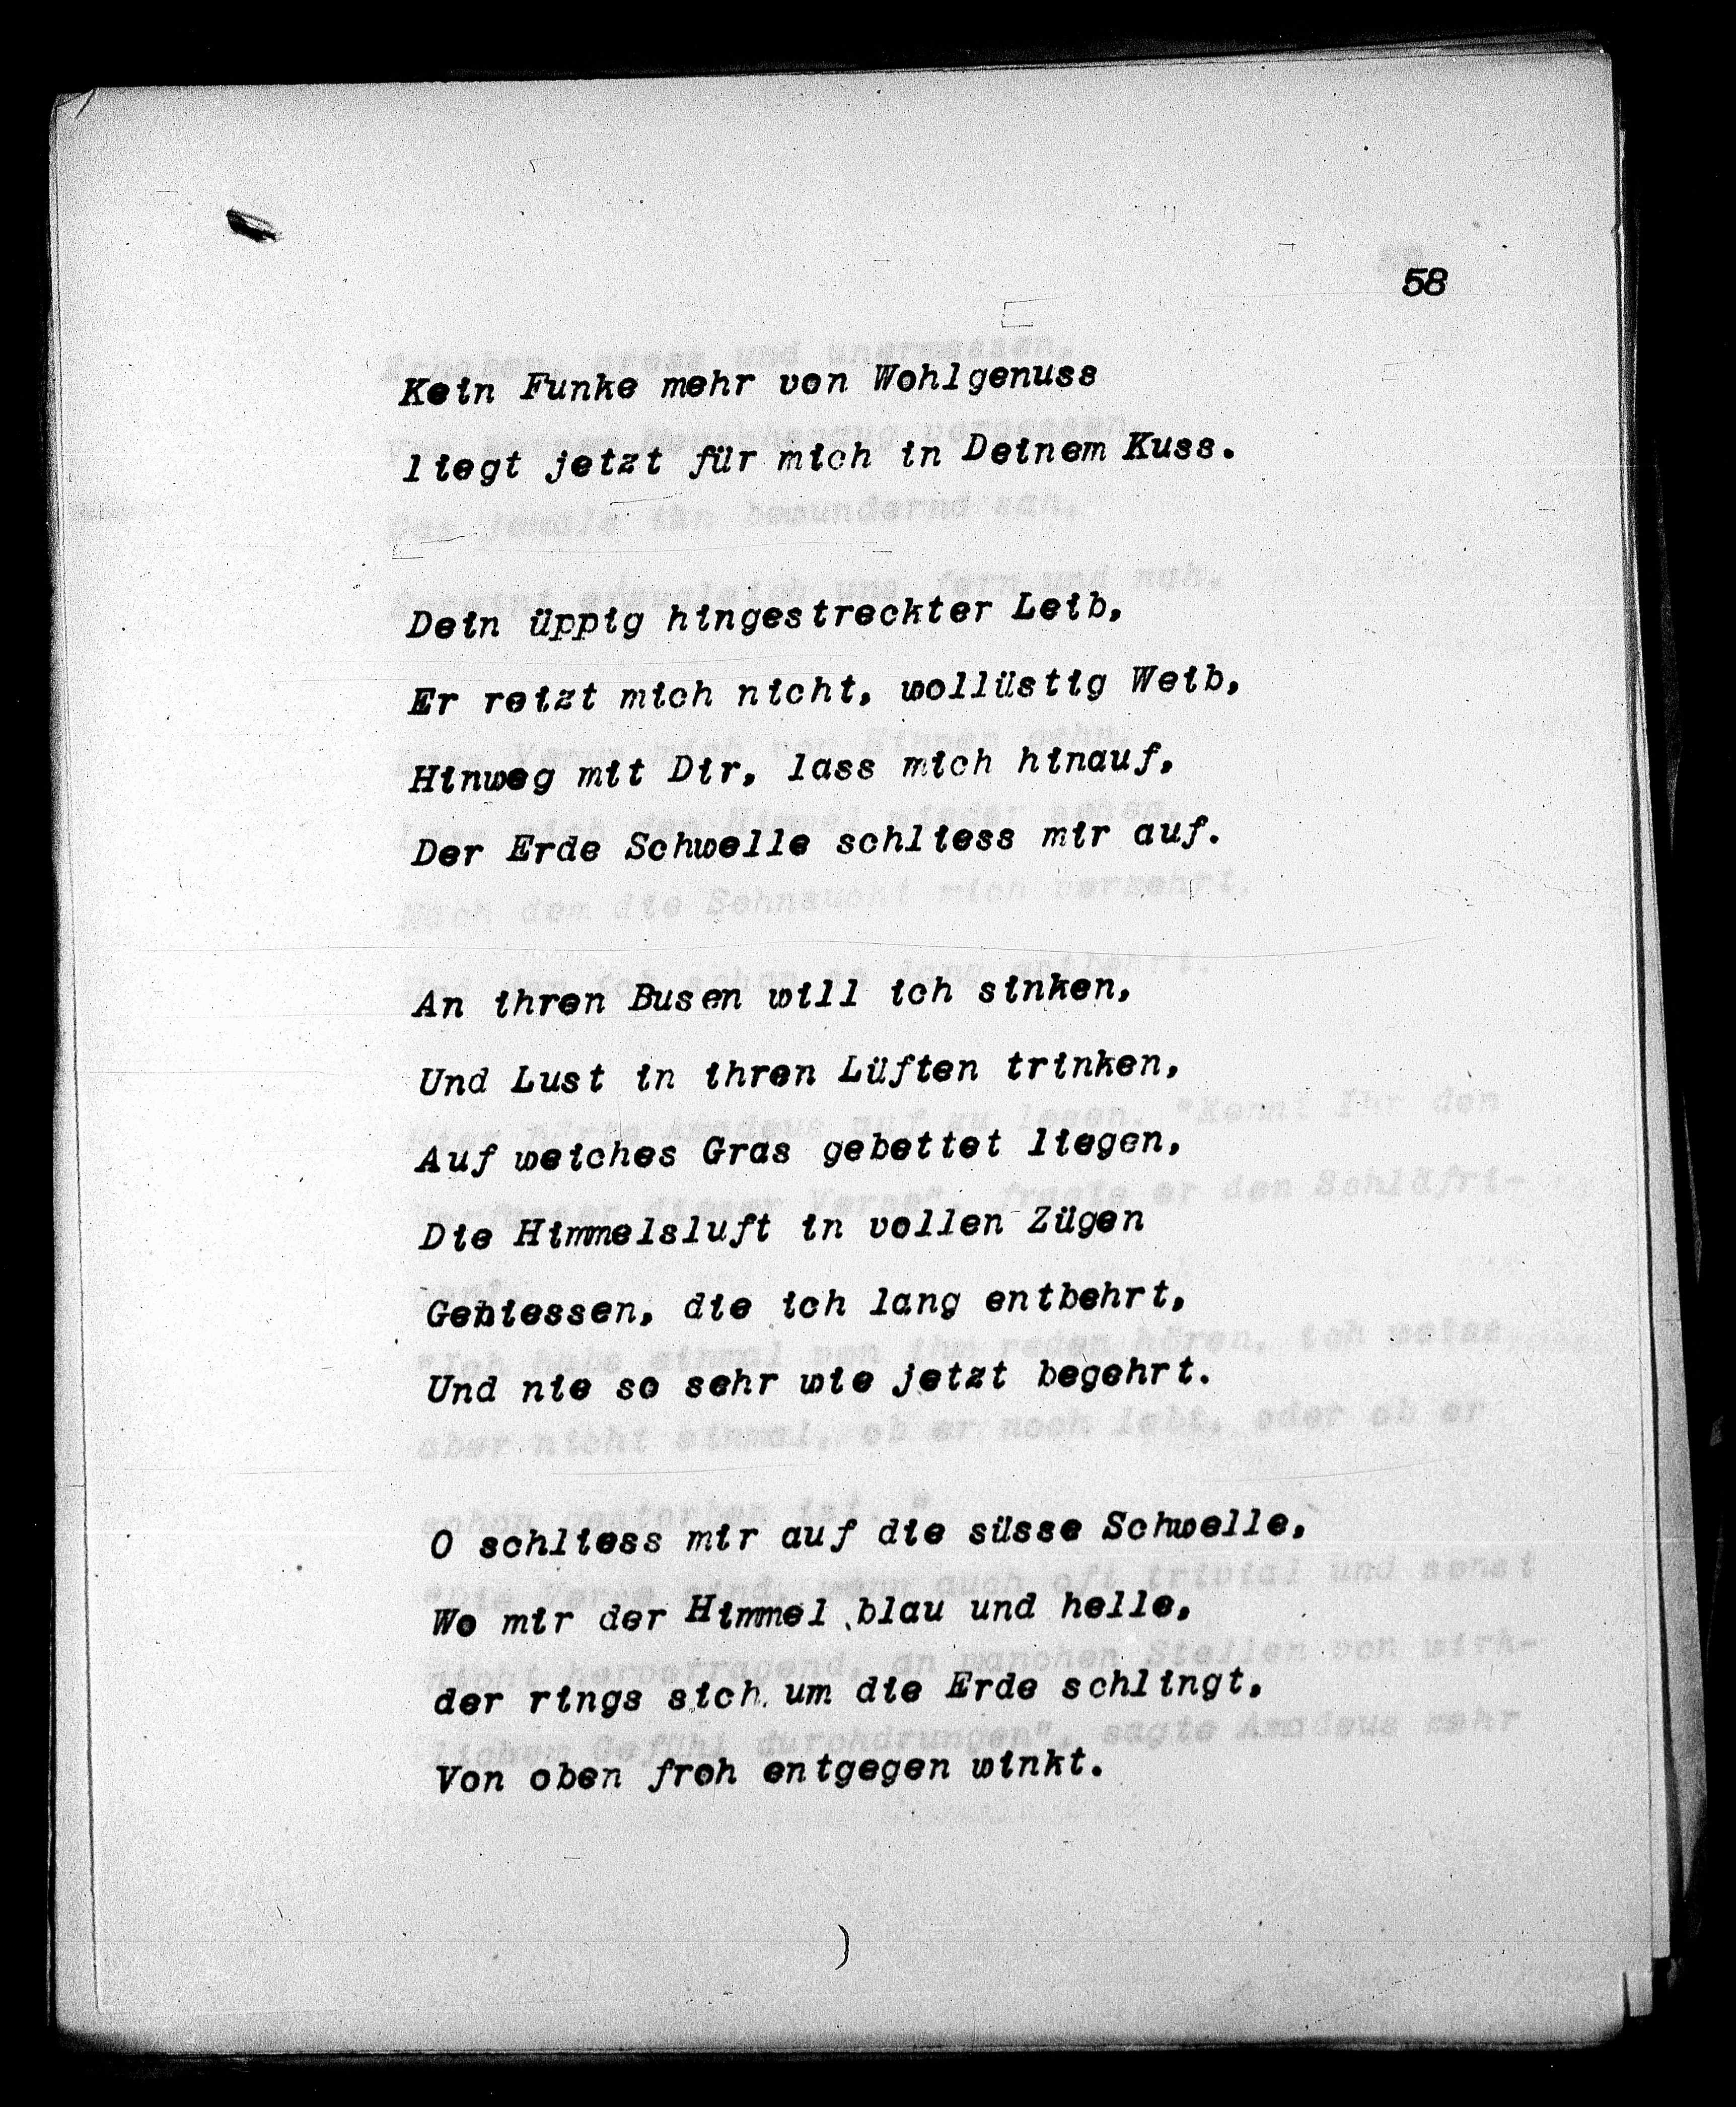 58
Kein Funke mehr von Wohlgenuss
liegt jetzt für mich in Deinem Kuss.
Dein üppig hingestreckter Leib,
Er reizt mich nicht, wollüstig Weib,
Hinweg mit Dir, lass mich hinauf,
Der Erde Schwelle schliess mir auf.
An ihren Busen will ich sinken,
Und Lust in ihren Lüften trinken,
Auf weiches Gras gebettet liegen,
Die Himmelsluft in vollen Zügen
Geniessen, die ich lang entbehrt,
Und nie so sehr wie jetzt begehrt.
O schliess mir auf die süsse Schwelle,
Wo mir der Himmel blau und helle,
der rings sich um die Erde schlingt,
Von oben froh entgegen winkt.